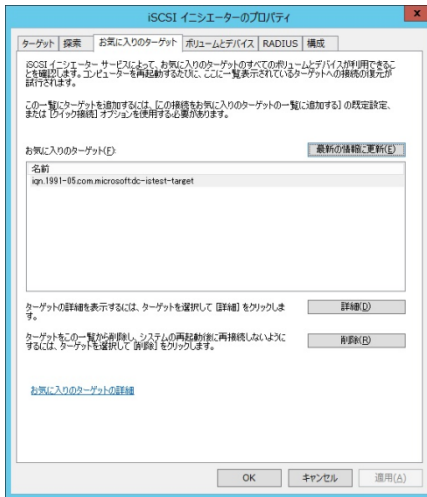 iSCSI イニシエーターのプロパティ
x
ターゲット 探索 お気に入りのターゲット ボリュームとデバイス RADIUS 構成
iSCSI イニシエーター サービスによって、お気に入りのターゲットのすべてのボリュームとデバイスが利用できるこ
とを確認します。コンピューターを再起動するたびに、ここに一覧表示されているターゲットへの接続の復元が
試行されます。
この一覧にターゲットを追加するには、[この接続をお気に入りのターゲットの一覧に追加する] の既定設定、
または [クイック接続] オプションを使用する必要があります。
お気に入りのターゲット(F):
最新の情報に更新(E)
名前
iqn.1991-05.com.microsoft:dc-istest-target
ターゲットの詳細を表示するには、ターゲットを選択して [詳細] をクリックしま
す。
詳細(D)
ターゲットをこの一覧から削除し、システムの再起動後に再接続しないように
するには、ターゲットを選択して [削除] をクリックします。
削除(R)
お気に入りのターゲットの詳細
OK キャンセル 適用(A)